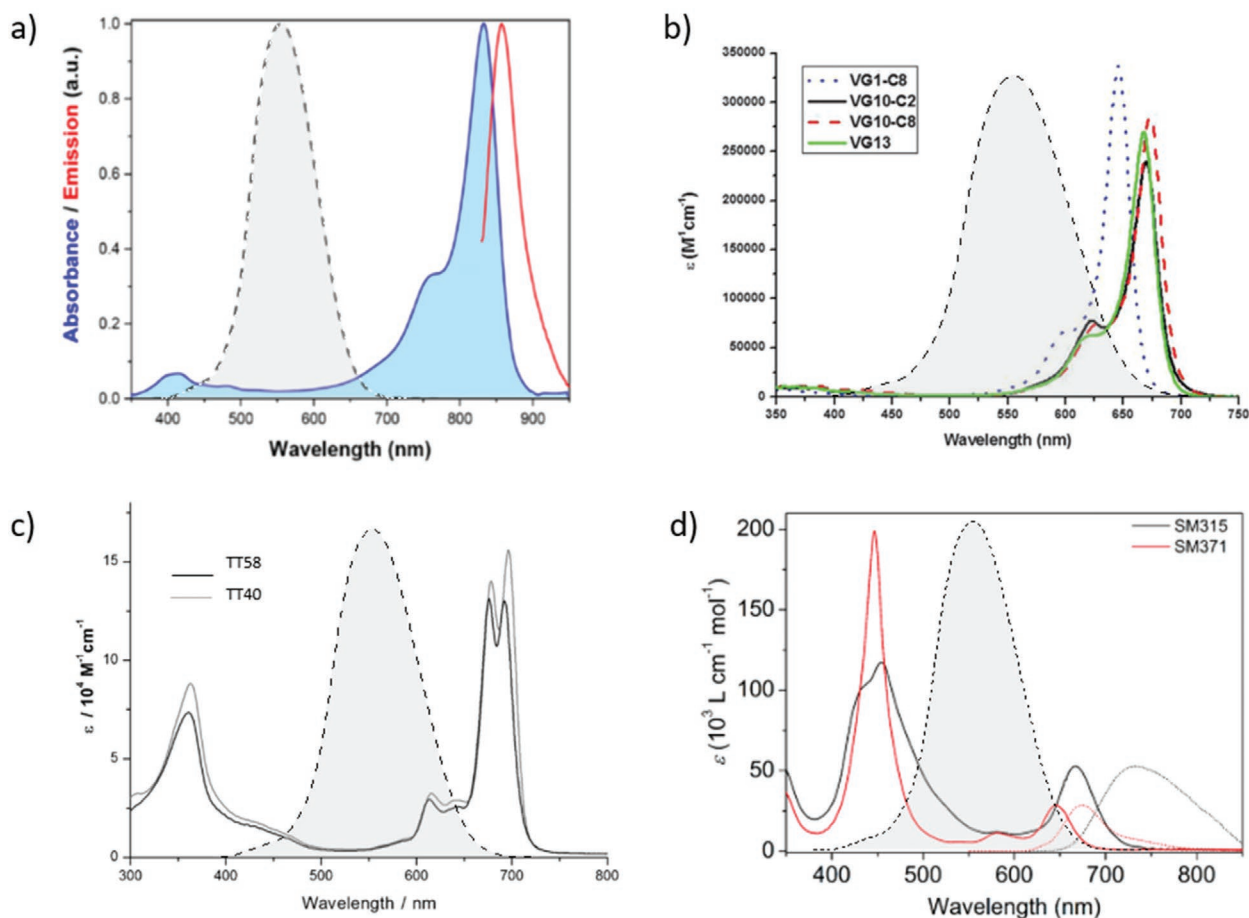 a)
Absorbance / Emission (a.u.)
1.0
0.8
0.6
0.4
0.2
0.0
400 500 600 700 800 900
Wavelength (nm)
b)
ε (M⁻¹cm⁻¹)
350000
300000
250000
200000
150000
100000
50000
0
VG1-C8
VG10-C2
VG10-C8
VG13
350 400 450 500 550 600 650 700 750
Wavelength (nm)
c)
ε / 10⁴ M⁻¹cm⁻¹
15
10
5
0
TT58
TT40
300 400 500 600 700 800
Wavelength / nm
d)
ε (10³ L cm⁻¹ mol⁻¹)
200
150
100
50
0
SM315
SM371
400 500 600 700 800
Wavelength (nm)